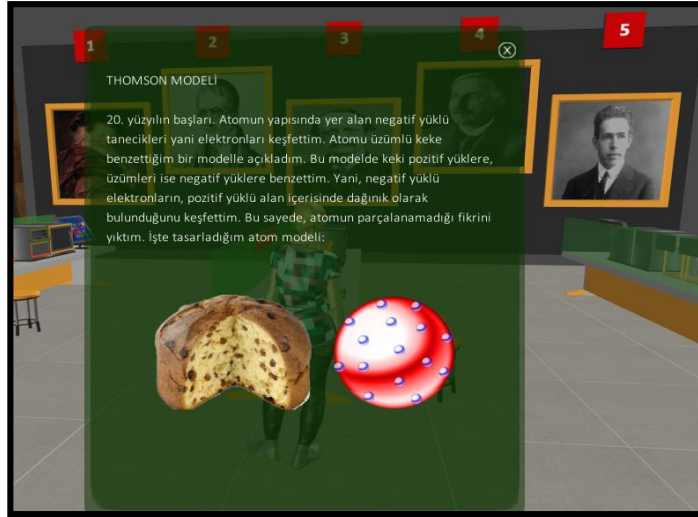 1
2
3
4
5
THOMSON MODELİ
20. yüzyılın başları. Atomun yapısında yer alan negatif yüklü
tanecikleri yani elektronları keşfettim. Atomu üzümlü keke
benzettiğim bir modelle açıkladım. Bu modelde keki pozitif yüklere,
üzümleri ise negatif yüklere benzettim. Yani, negatif yüklü
elektronların, pozitif yüklü alan içerisinde dağınık olarak
bulunduğunu keşfettim. Bu sayede, atomun parçalanamadığı fikrini
yıktım. İşte tasarladığım atom modeli: